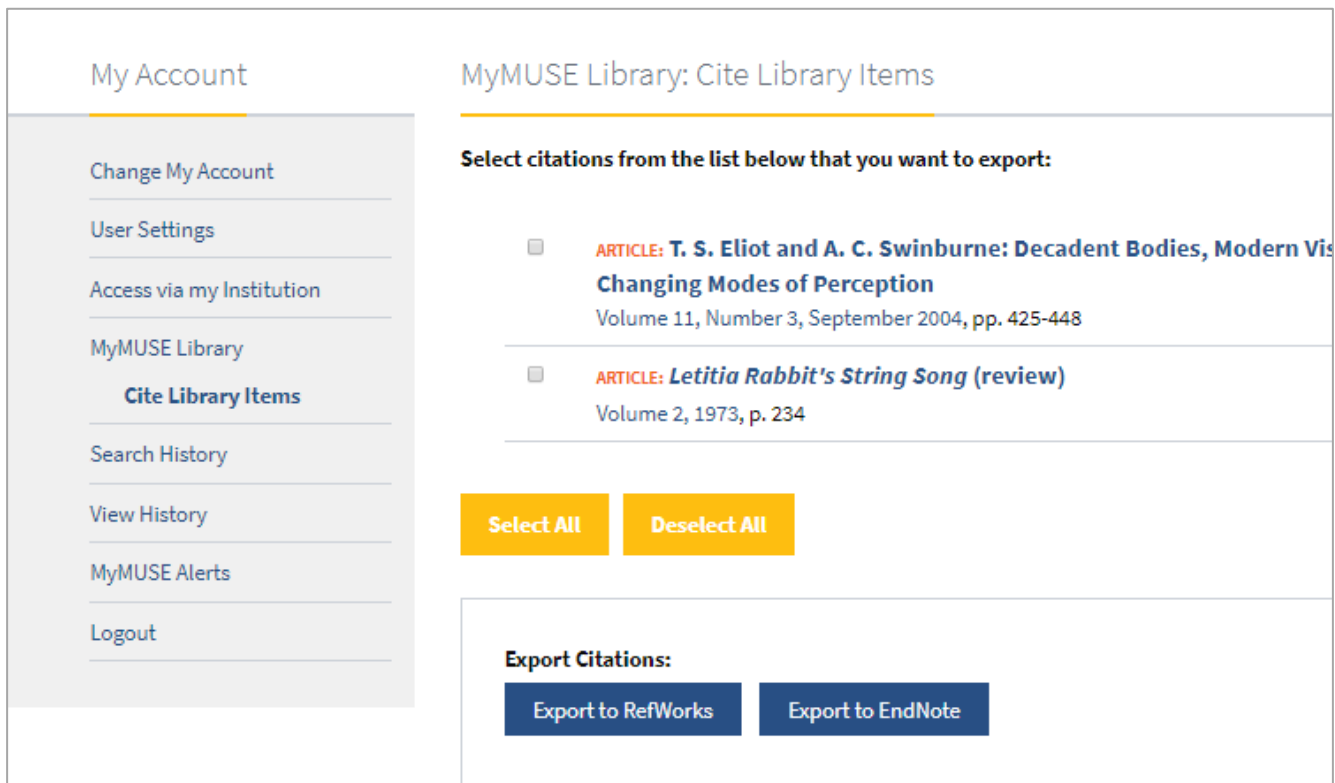 My Account
Change My Account
User Settings
Access via my Institution
MyMUSE Library
Cite Library Items
Search History
View History
MyMUSE Alerts
Logout
MyMUSE Library: Cite Library Items
Select citations from the list below that you want to export:
ARTICLE: T. S. Eliot and A. C. Swinburne: Decadent Bodies, Modern
Changing Modes of Perception
Volume 11, Number 3, September 2004, pp. 425-448
ARTICLE: Letitia Rabbit's String Song (review)
Volume 2, 1973, p. 234
Select All
Deselect All
Export Citations:
Export to RefWorks
Export to EndNote